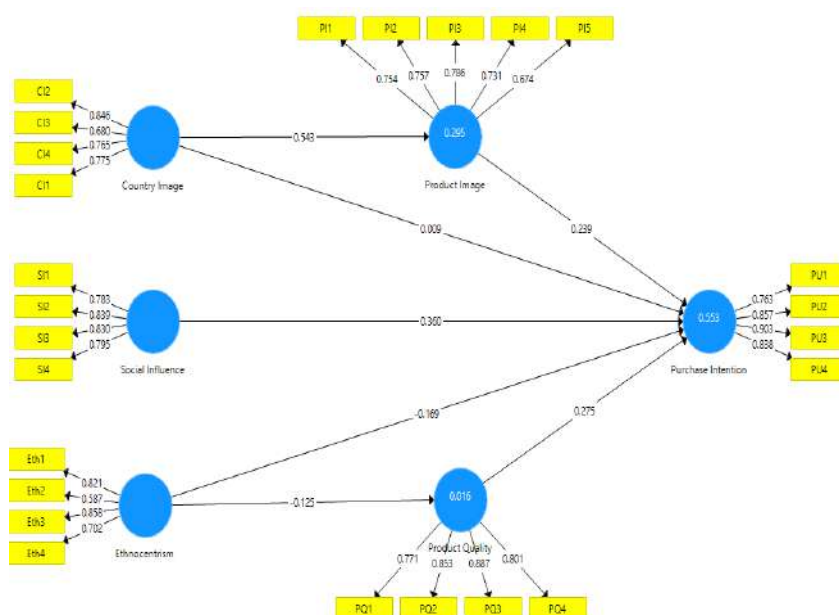 PI1 PI2 PI3 PI4 PI5
0.754 0.757 0.786 0.731 0.674
CI2
CI3
CI4
CI1
0.846
0.680
0.765
0.775
Country Image
0.543
0.295
Product Image
0.009
0.239
SI1
SI2
SI3
SI4
0.783
0.839
0.830
0.795
Social Influence
0.360
0.553
Purchase Intention
0.763
0.857
0.903
0.838
PU1
PU2
PU3
PU4
-0.169
0.275
Eth1
Eth2
Eth3
Eth4
0.821
0.587
0.858
0.702
Ethnocentrism
-0.125
0.016
Product Quality
0.771 0.853 0.887 0.801
PQ1 PQ2 PQ3 PQ4